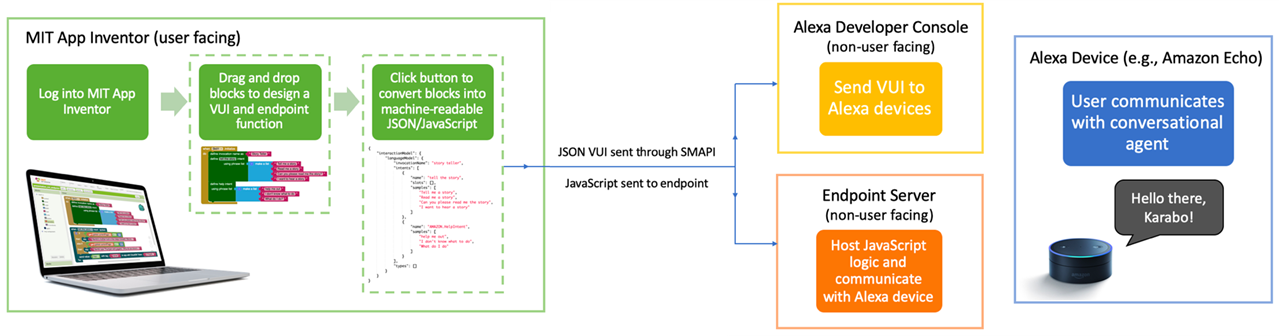 MIT App Inventor (user facing)
Log into MIT App
Inventor
Drag and drop
blocks to design a
VUI and endpoint
function
Click button to
convert blocks into
machine-readable
JSON/JavaScript
{
"interactionModel": {
"languageModel": {
"invocationName": "story teller",
"intents": [
{
"name": "tell the story",
"slots": [],
"samples": [
"Tell me a story",
"Read me a story",
"Can you please read me the story",
"I want to hear a story"
]
},
{
"name": "AMAZON.HelpIntent",
"samples": [
"help me out",
"I don't know what to do",
"What do I do"
]
}
],
"types": []
}
}
}
JSON VUI sent through SMAPI
JavaScript sent to endpoint
Alexa Developer Console
(non-user facing)
Send VUI to
Alexa devices
Endpoint Server
(non-user facing)
Host JavaScript
logic and
communicate
with Alexa device
Alexa Device (e.g., Amazon Echo)
User communicates
with conversational
agent
Hello there,
Karabo!